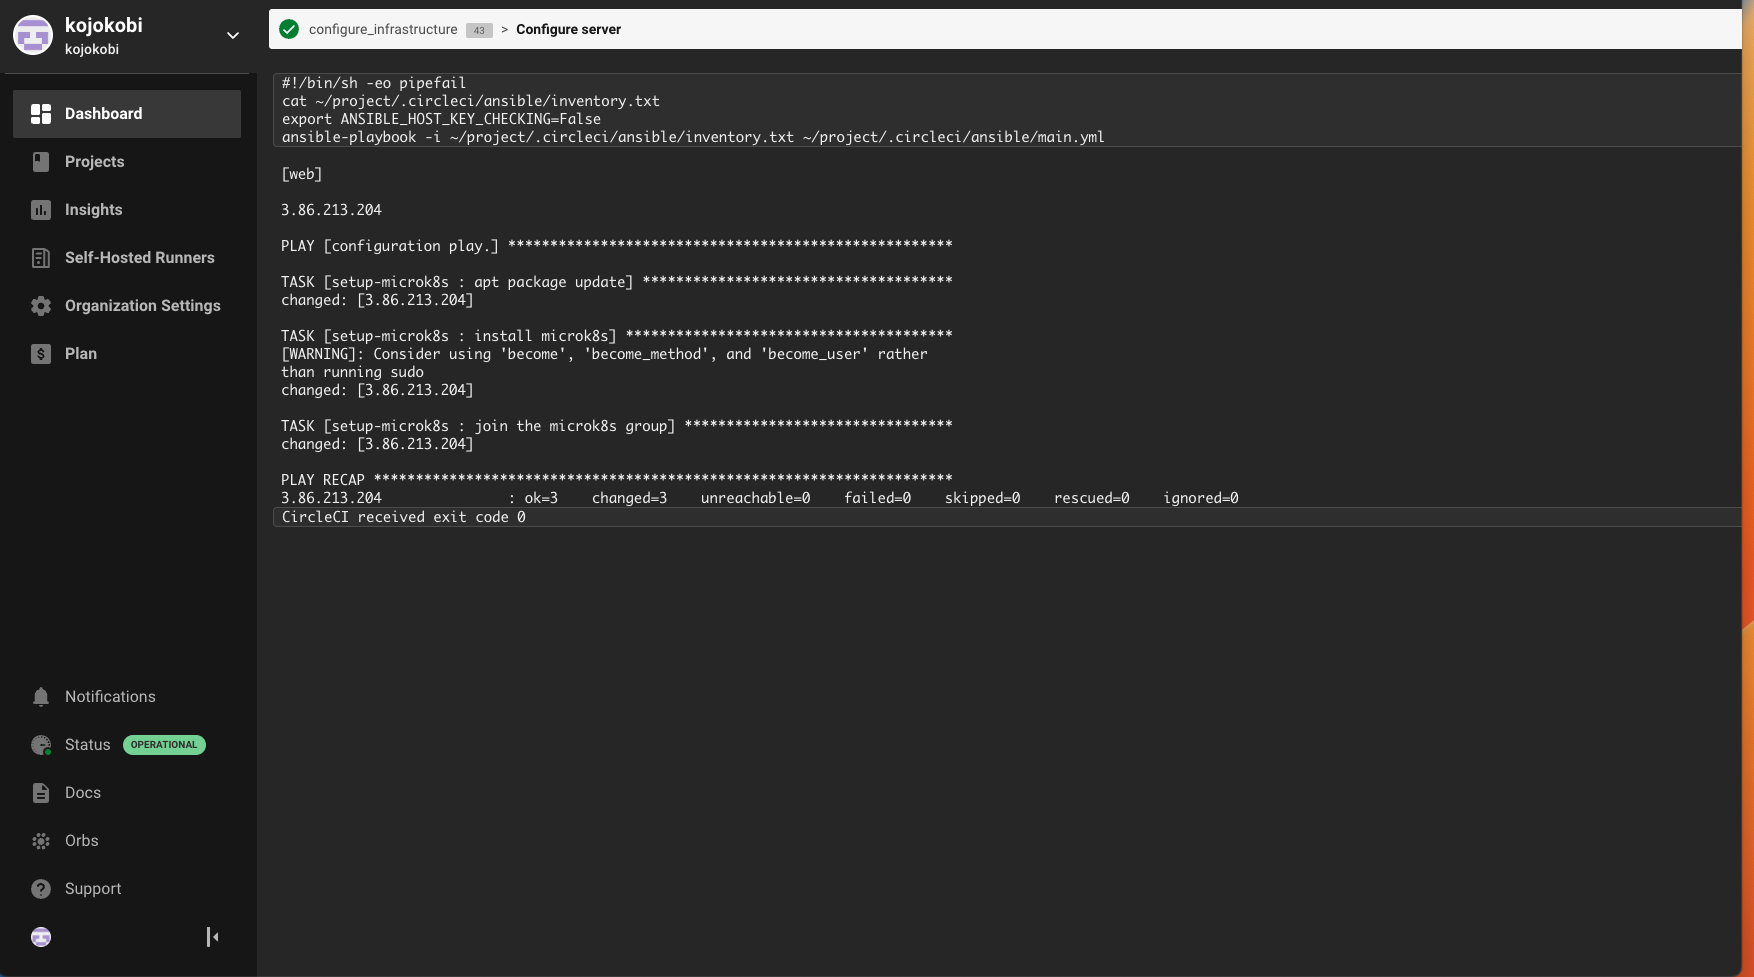 kojokobi
kojokobi
Dashboard
Projects
Insights
Self-Hosted Runners
Organization Settings
Plan
Notifications
Status OPERATIONAL
Docs
Orbs
Support
configure_infrastructure 43 > Configure server
#!/bin/sh -eo pipefail
cat ~/project/.circleci/ansible/inventory.txt
export ANSIBLE_HOST_KEY_CHECKING=False
ansible-playbook -i ~/project/.circleci/ansible/inventory.txt ~/project/.circleci/ansible/main.yml
[web]
3.86.213.204
PLAY [configuration play.] *****************************************************
TASK [setup-microk8s : apt package update] *************************************
changed: [3.86.213.204]
TASK [setup-microk8s : install microk8s] ***************************************
[WARNING]: Consider using 'become', 'become_method', and 'become_user' rather
than running sudo
changed: [3.86.213.204]
TASK [setup-microk8s : join the microk8s group] ********************************
changed: [3.86.213.204]
PLAY RECAP *********************************************************************
3.86.213.204               : ok=3    changed=3    unreachable=0    failed=0    skipped=0    rescued=0    ignored=0
CircleCI received exit code 0